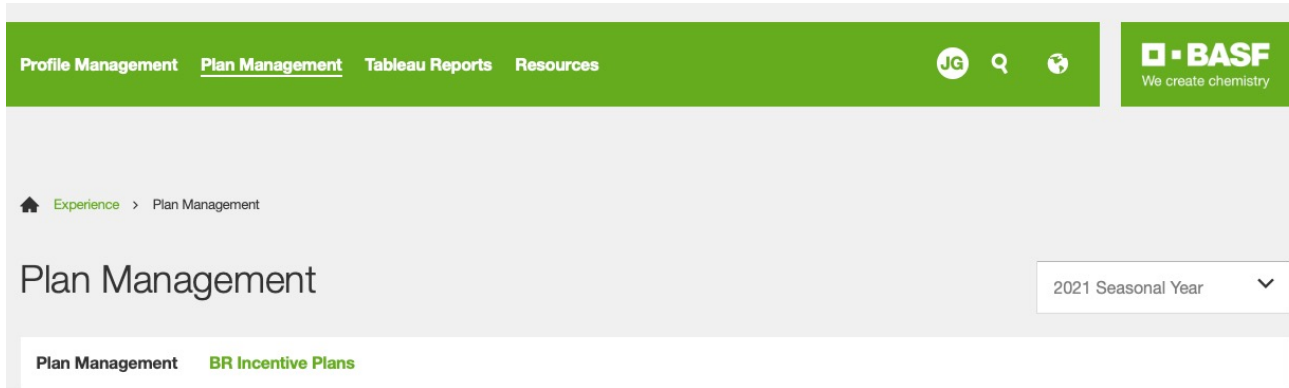 Profile Management Plan Management Tableau Reports Resources JG BASF
We create chemistry
Experience > Plan Management
Plan Management
2021 Seasonal Year
Plan Management BR Incentive Plans